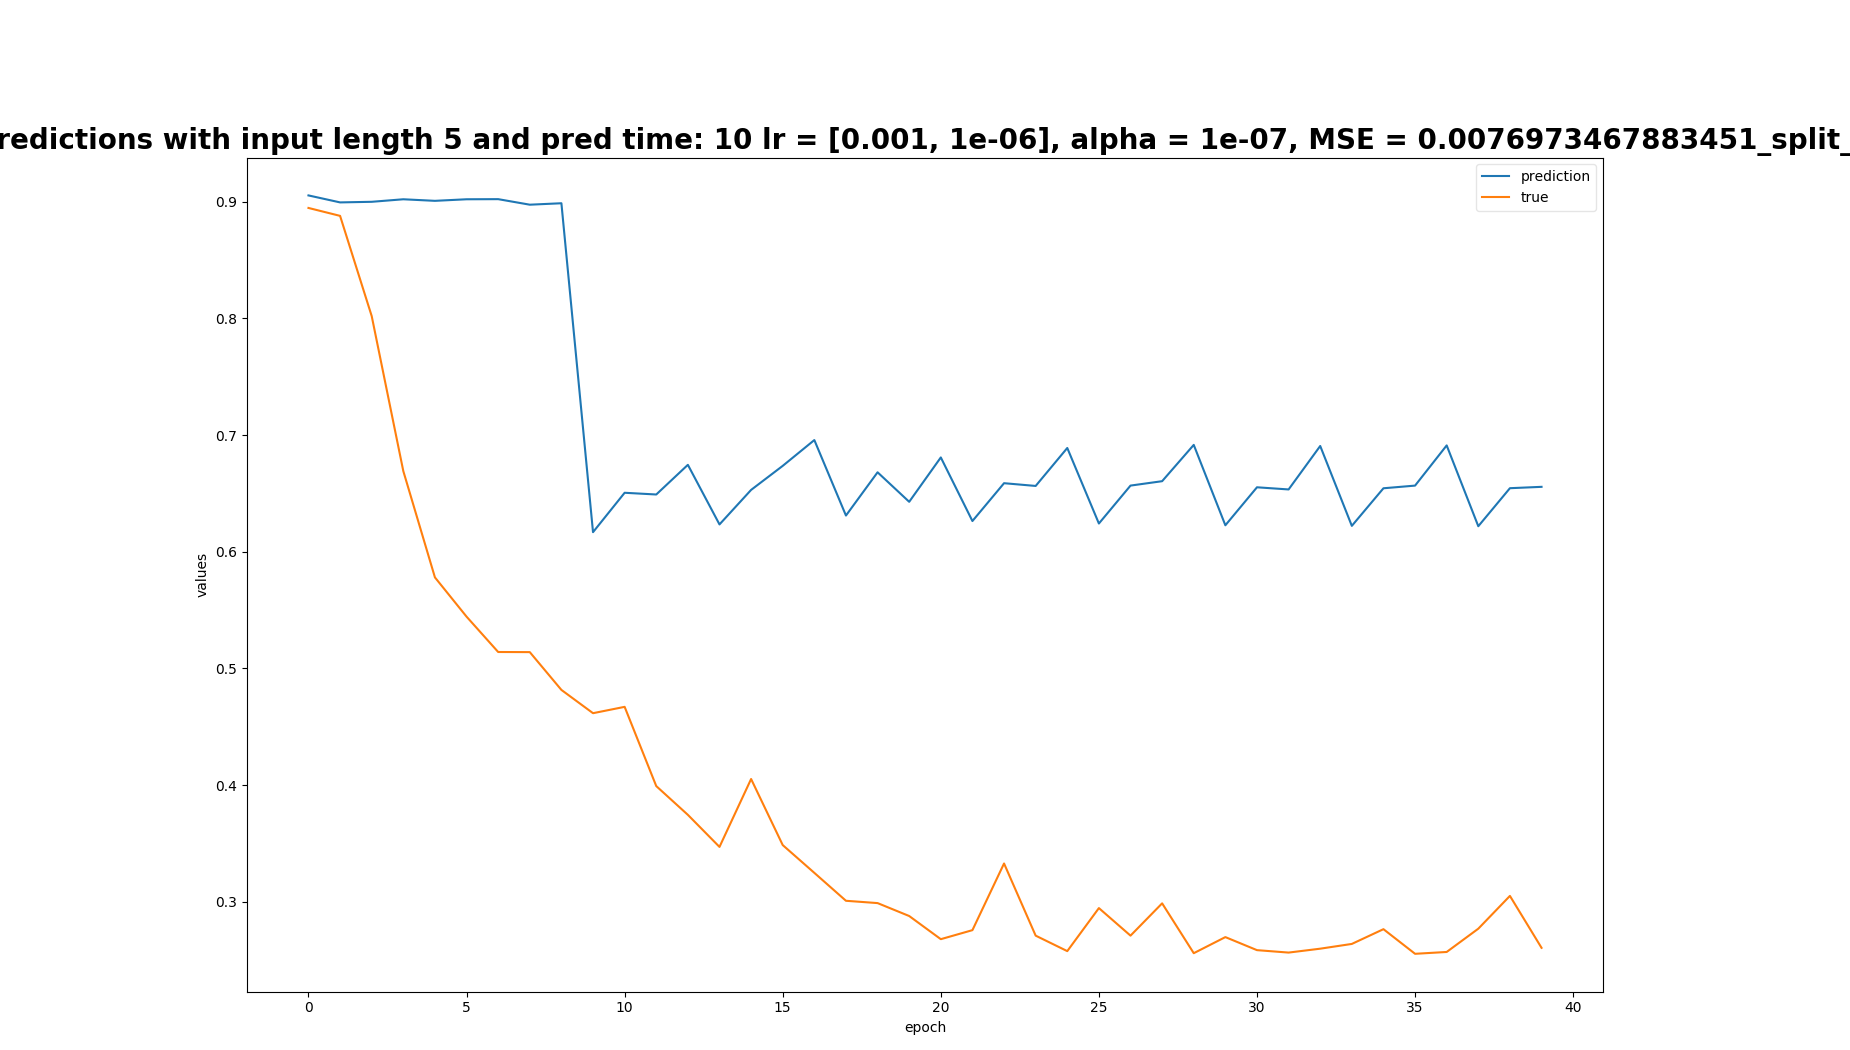 redictions with input length 5 and pred time: 10 lr = [0.001, 1e-06], alpha = 1e-07, MSE = 0.0076973467883451_split_
prediction
true
0.9
0.8
0.7
0.6
0.5
0.4
0.3
values
0 5 10 15 20 25 30 35 40
epoch